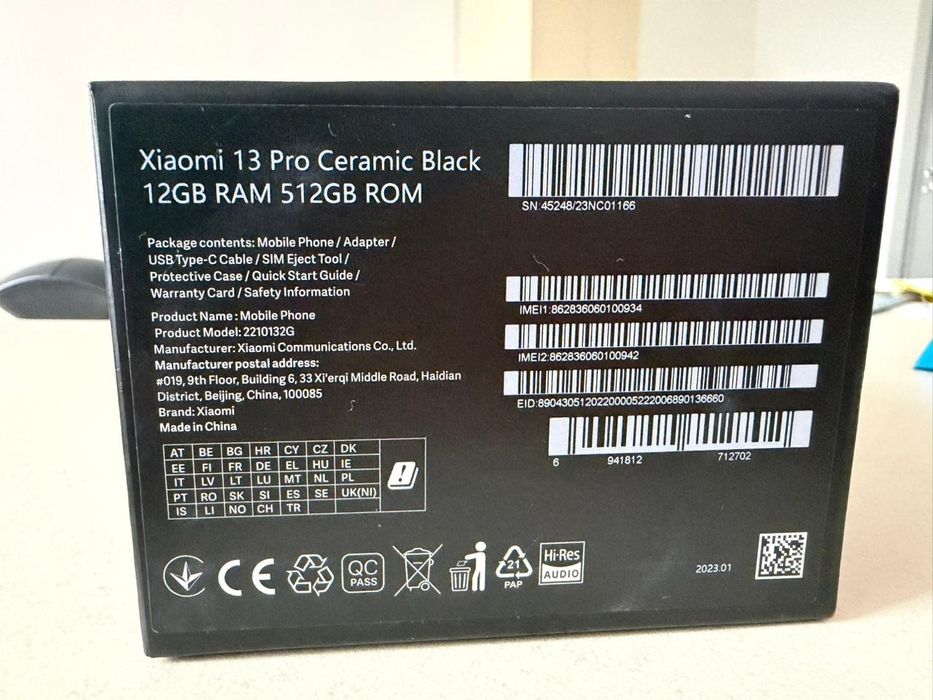 Xiaomi 13 Pro Ceramic Black
12GB RAM 512GB ROM
Package contents: Mobile Phone / Adapter /
USB Type-C Cable / SIM Eject Tool /
Protective Case / Quick Start Guide /
Warranty Card / Safety Information
Product Name : Mobile Phone
Product Model: 2210132G
Manufacturer: Xiaomi Communications Co., Ltd.
Manufacturer postal address:
#019, 9th Floor, Building 6, 33 Xi'erqi Middle Road, Haidian
District, Beijing, China, 100085
Brand: Xiaomi
Made in China
AT BE BG HR CY CZ DK
EE FI FR DE EL HU IE
IT LV LT LU MT NL PL
PT RO SK SI ES SE UK(NI)
IS LI NO CH TR
SN:45248/23NC01166
IMEI1:862836060100934
IMEI2:862836060100942
EID:89043051202200005222006890136660
6 941812 712702
CE
QC
PASS
21
PAP
Hi-Res
AUDIO
2023.01